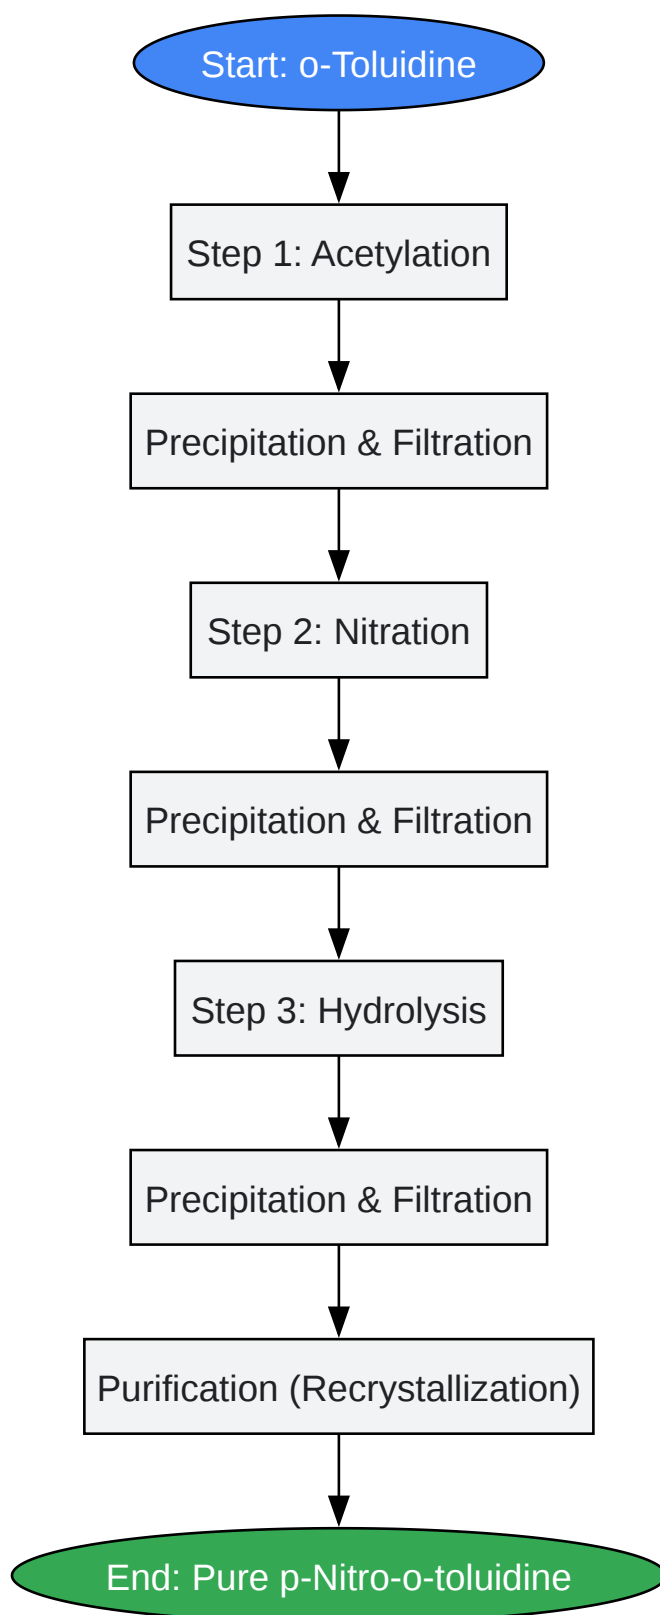 Start: o-Toluidine
Step 1: Acetylation
Precipitation & Filtration
Step 2: Nitration
Precipitation & Filtration
Step 3: Hydrolysis
Precipitation & Filtration
Purification (Recrystallization)
End: Pure p-Nitro-o-toluidine